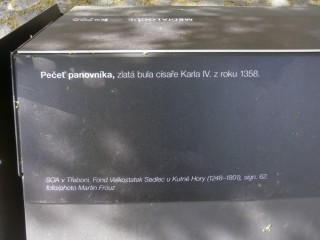 MEDIALOGUE
Pečeť panovníka, zlatá bula císaře Karla IV. z roku 1358.
SOA v Třeboni, Fond Velkostatek Sedlec u Kutné Hory (1248–1801), sign. 62
foto/photo Martin Frouz